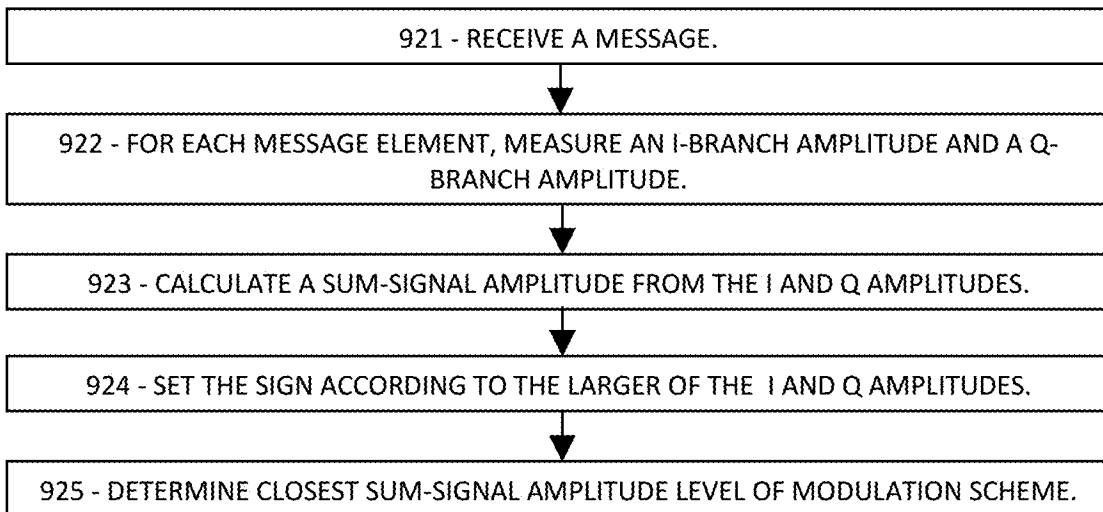 921 - RECEIVE A MESSAGE.
922 - FOR EACH MESSAGE ELEMENT, MEASURE AN I-BRANCH AMPLITUDE AND A Q-
BRANCH AMPLITUDE.
923 - CALCULATE A SUM-SIGNAL AMPLITUDE FROM THE I AND Q AMPLITUDES.
924 - SET THE SIGN ACCORDING TO THE LARGER OF THE I AND Q AMPLITUDES.
925 - DETERMINE CLOSEST SUM-SIGNAL AMPLITUDE LEVEL OF MODULATION SCHEME.